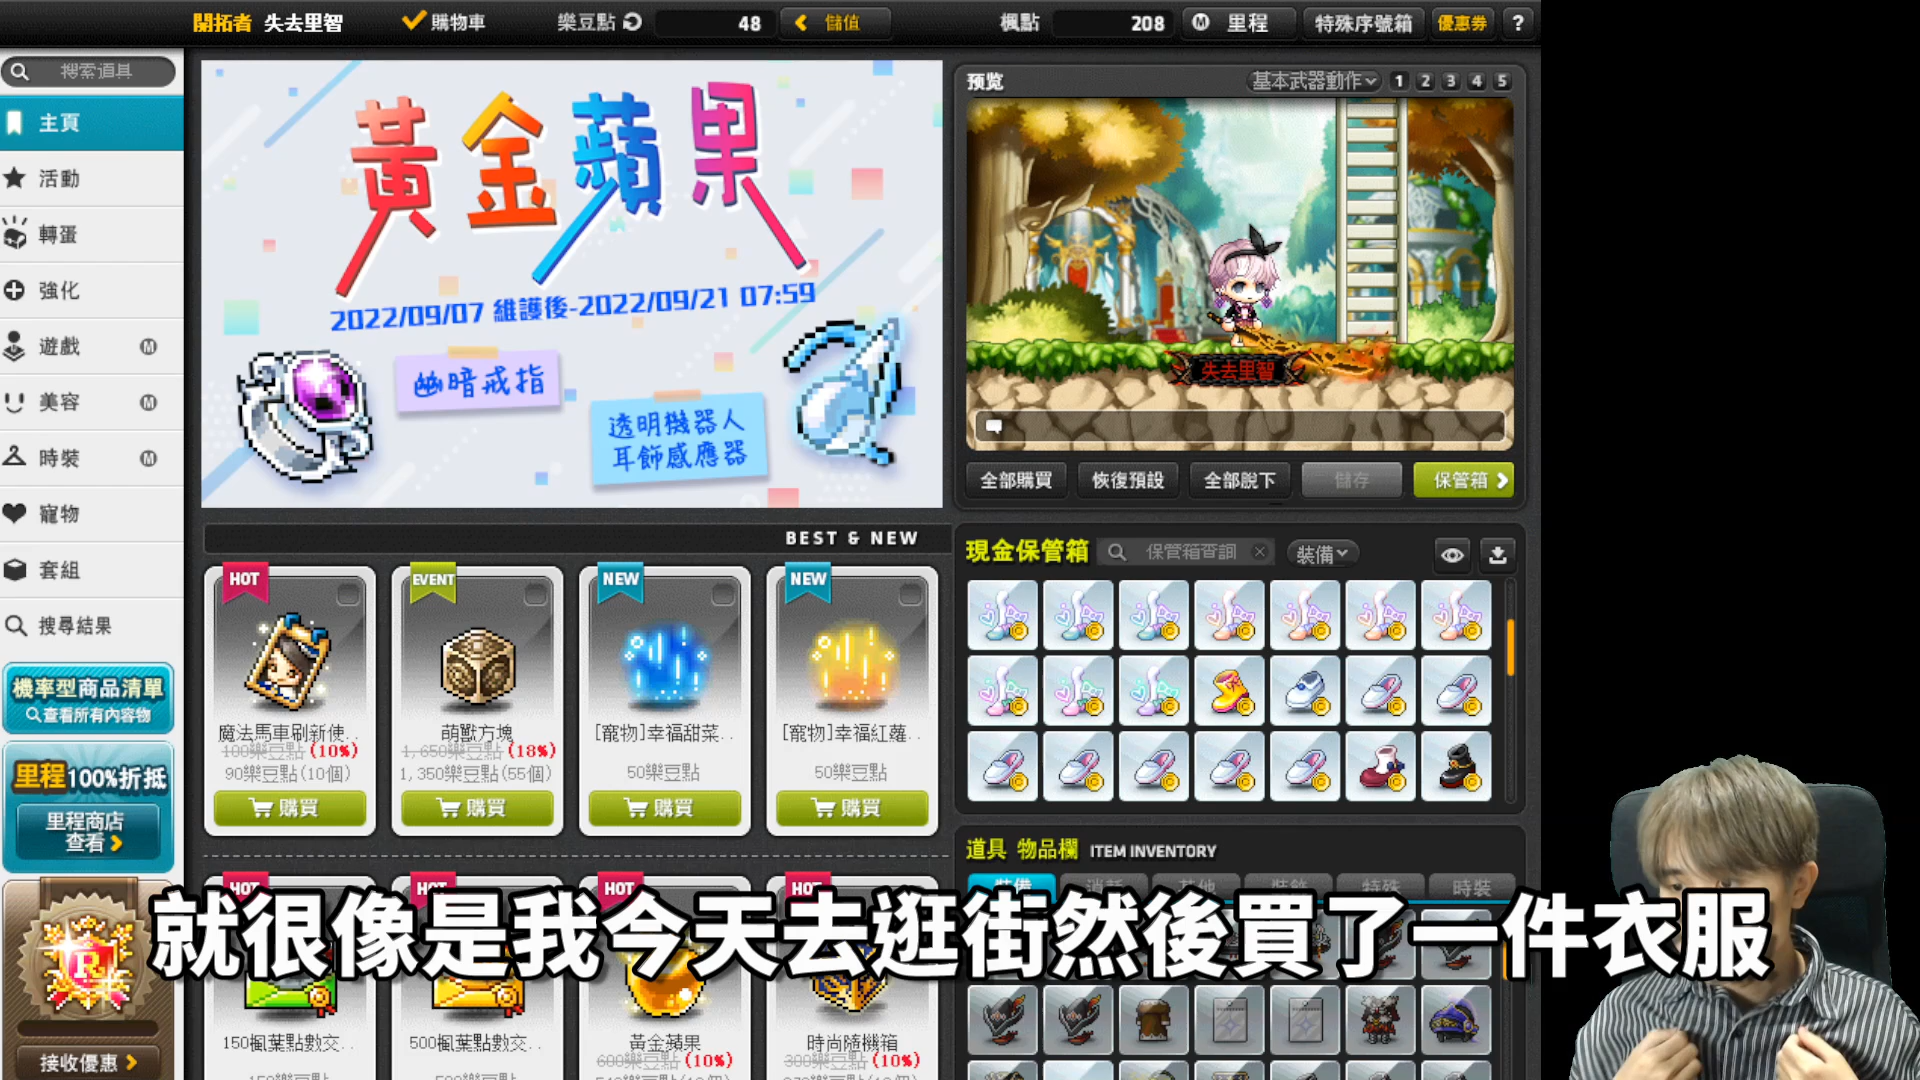 開拓者 失去里智
購物車
樂豆點
48
儲值
楓點
208
里程
特殊序號箱
優惠券
?
搜索道具
主頁
活動
轉蛋
強化
遊戲
美容
時裝
寵物
套組
搜尋結果
機率型商品清單
查看所有內容物
里程100%折抵
里程商店
查看
R
接收優惠
黃金蘋果
2022/09/07 維護後-2022/09/21 07:59
幽暗戒指
透明機器人
耳飾感應器
BEST & NEW
HOT
魔法馬車刷新使..
100樂豆點 (10%)
90樂豆點(10個)
購買
EVENT
萌獸方塊
1,650樂豆點 (18%)
1,350樂豆點(55個)
購買
NEW
[寵物]幸福甜菜..
50樂豆點
購買
NEW
[寵物]幸福紅蘿..
50樂豆點
購買
HOT
150楓葉點數交..
HOT
500楓葉點數交..
HOT
黃金蘋果
600樂豆點 (10%)
HOT
時尚隨機箱
300樂豆點 (10%)
预览
基本武器動作
1 2 3 4 5
失去里智
全部購買
恢復預設
全部脫下
儲存
保管箱
現金保管箱
保管箱查詢
裝備
道具 物品欄 ITEM INVENTORY
裝備 消耗 其他 裝飾 特殊 時裝
就很像是我今天去逛街然後買了一件衣服